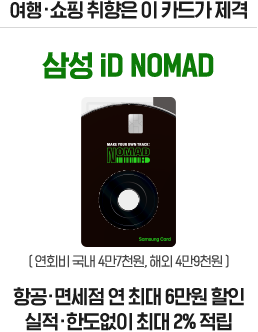 여행·쇼핑 취향은 이 카드가 제격
삼성 iD NOMAD
MAKE YOUR OWN TRACK:
NOMAD
Samsung Card
( 연회비 국내 4만7천원, 해외 4만9천원 )
항공·면세점 연 최대 6만원 할인
실적·한도없이 최대 2% 적립